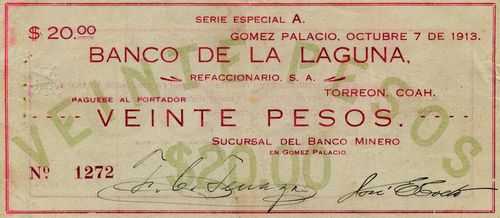 SERIE ESPECIAL A.
$ 20.00
GOMEZ PALACIO, OCTUBRE 7 DE 1913.
BANCO DE LA LAGUNA,
REFACCIONARIO, S. A.
TORREON, COAH.
PAGUESE AL PORTADOR
VEINTE PESOS.
VEINTE PESOS
SUCURSAL DEL BANCO MINERO
EN GOMEZ PALACIO.
$20.00
No. 1272